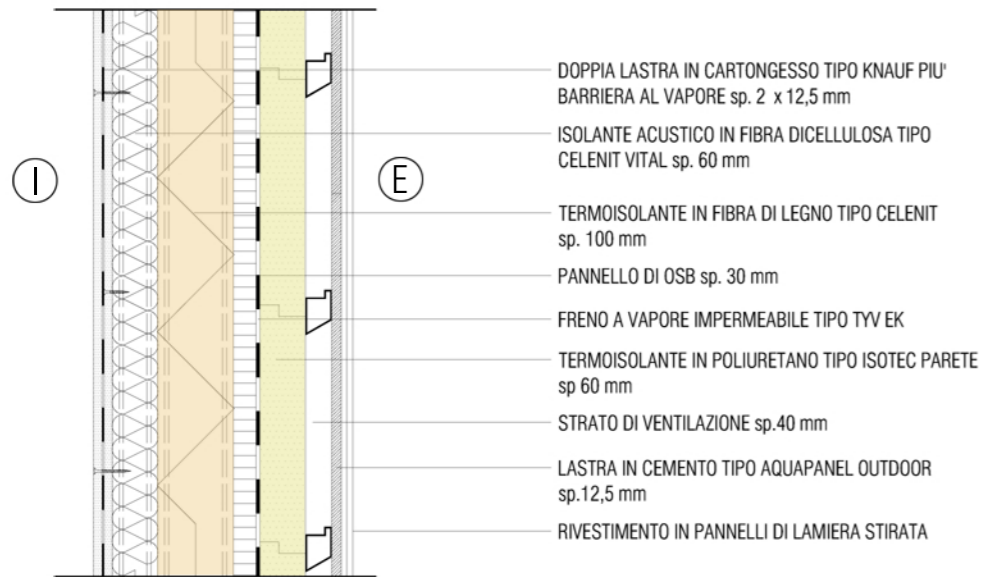 DOPPIA LASTRA IN CARTONGESSO TIPO KNAUF PIU'
BARRIERA AL VAPORE sp. 2 x 12,5 mm
ISOLANTE ACUSTICO IN FIBRA DICELLULOSA TIPO
CELENIT VITAL sp. 60 mm
I
E
TERMOISOLANTE IN FIBRA DI LEGNO TIPO CELENIT
sp. 100 mm
PANNELLO DI OSB sp. 30 mm
FRENO A VAPORE IMPERMEABILE TIPO TYV EK
TERMOISOLANTE IN POLIURETANO TIPO ISOTEC PARETE
sp 60 mm
STRATO DI VENTILAZIONE sp.40 mm
LASTRA IN CEMENTO TIPO AQUAPANEL OUTDOOR
sp.12,5 mm
RIVESTIMENTO IN PANNELLI DI LAMIERA STIRATA